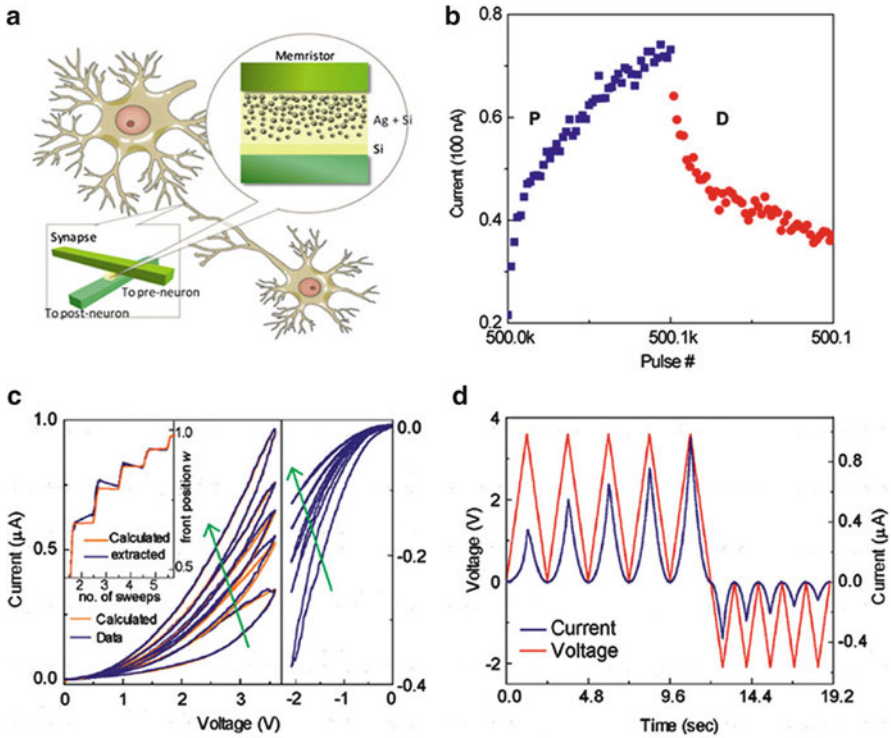 a
Memristor
Ag + Si
Si
Synapse
To pre-neuron
To post-neuron
b
0.8
0.6
0.4
0.2
Current (100 nA)
P
D
500.0k
500.1k
500.1
Pulse #
c
1.0
0.5
0.0
Current (µA)
1.0
0.5
front position w
Calculated
extracted
2 3 4 5
no. of sweeps
Calculated
Data
0.0
-0.2
-0.4
0 1 2 3 -2 -1 0
Voltage (V)
d
4
2
0
-2
Voltage (V)
0.8
0.4
0.0
-0.4
Current (µA)
Current
Voltage
0.0 4.8 9.6 14.4 19.2
Time (sec)